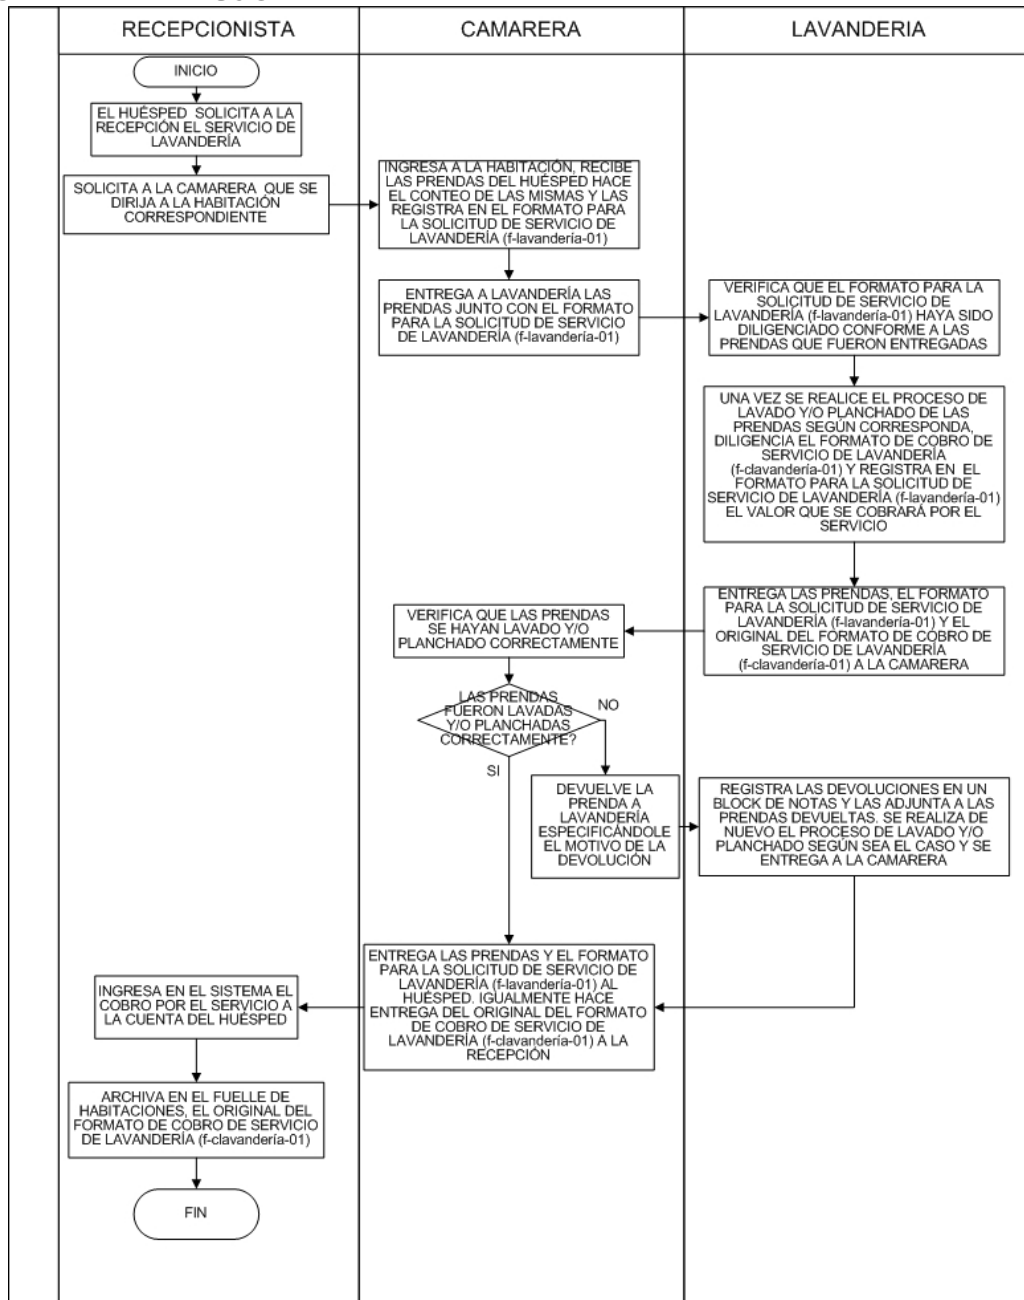 RECEPCIONISTA
CAMARERA
LAVANDERIA
INICIO
EL HUÉSPED SOLICITA A LA
RECEPCIÓN EL SERVICIO DE
LAVANDERÍA
SOLICITA A LA CAMARERA QUE SE
DIRIJA A LA HABITACIÓN
CORRESPONDIENTE
INGRESA A LA HABITACIÓN, RECIBE
LAS PRENDAS DEL HUÉSPED HACE
EL CONTEO DE LAS MISMAS Y LAS
REGISTRA EN EL FORMATO PARA
LA SOLICITUD DE SERVICIO DE
LAVANDERÍA (f-lavandería-01)
ENTREGA A LAVANDERÍA LAS
PRENDAS JUNTO CON EL FORMATO
PARA LA SOLICITUD DE SERVICIO
DE LAVANDERÍA (f-lavandería-01)
VERIFICA QUE EL FORMATO PARA LA
SOLICITUD DE SERVICIO DE
LAVANDERÍA (f-lavandería-01) HAYA SIDO
DILIGENCIADO CONFORME A LAS
PRENDAS QUE FUERON ENTREGADAS
UNA VEZ SE REALICE EL PROCESO DE
LAVADO Y/O PLANCHADO DE LAS
PRENDAS SEGÚN CORRESPONDA,
DILIGENCIA EL FORMATO DE COBRO DE
SERVICIO DE LAVANDERÍA
(f-clavandería-01) Y REGISTRA EN EL
FORMATO PARA LA SOLICITUD DE
SERVICIO DE LAVANDERÍA (f-lavandería-01)
EL VALOR QUE SE COBRARÁ POR EL
SERVICIO
ENTREGA LAS PRENDAS, EL FORMATO
PARA LA SOLICITUD DE SERVICIO DE
LAVANDERÍA (f-lavandería-01) Y EL
ORIGINAL DEL FORMATO DE COBRO DE
SERVICIO DE LAVANDERÍA
(f-clavandería-01) A LA CAMARERA
VERIFICA QUE LAS PRENDAS
SE HAYAN LAVADO Y/O
PLANCHADO CORRECTAMENTE
LAS PRENDAS
FUERON LAVADAS
Y/O PLANCHADAS
CORRECTAMENTE?
NO
SI
DEVUELVE LA
PRENDA A
LAVANDERÍA
ESPECIFICÁNDOLE
EL MOTIVO DE LA
DEVOLUCIÓN
REGISTRA LAS DEVOLUCIONES EN UN
BLOCK DE NOTAS Y LAS ADJUNTA A LAS
PRENDAS DEVUELTAS. SE REALIZA DE
NUEVO EL PROCESO DE LAVADO Y/O
PLANCHADO SEGÚN SEA EL CASO Y SE
ENTREGA A LA CAMARERA
ENTREGA LAS PRENDAS Y EL FORMATO
PARA LA SOLICITUD DE SERVICIO DE
LAVANDERÍA (f-lavandería-01) AL
HUÉSPED. IGUALMENTE HACE
ENTREGA DEL ORIGINAL DEL FORMATO
DE COBRO DE SERVICIO DE
LAVANDERÍA (f-clavandería-01) A LA
RECEPCIÓN
INGRESA EN EL SISTEMA EL
COBRO POR EL SERVICIO A
LA CUENTA DEL HUÉSPED
ARCHIVA EN EL FUELLE DE
HABITACIONES, EL ORIGINAL DEL
FORMATO DE COBRO DE SERVICIO
DE LAVANDERÍA (f-clavandería-01)
FIN